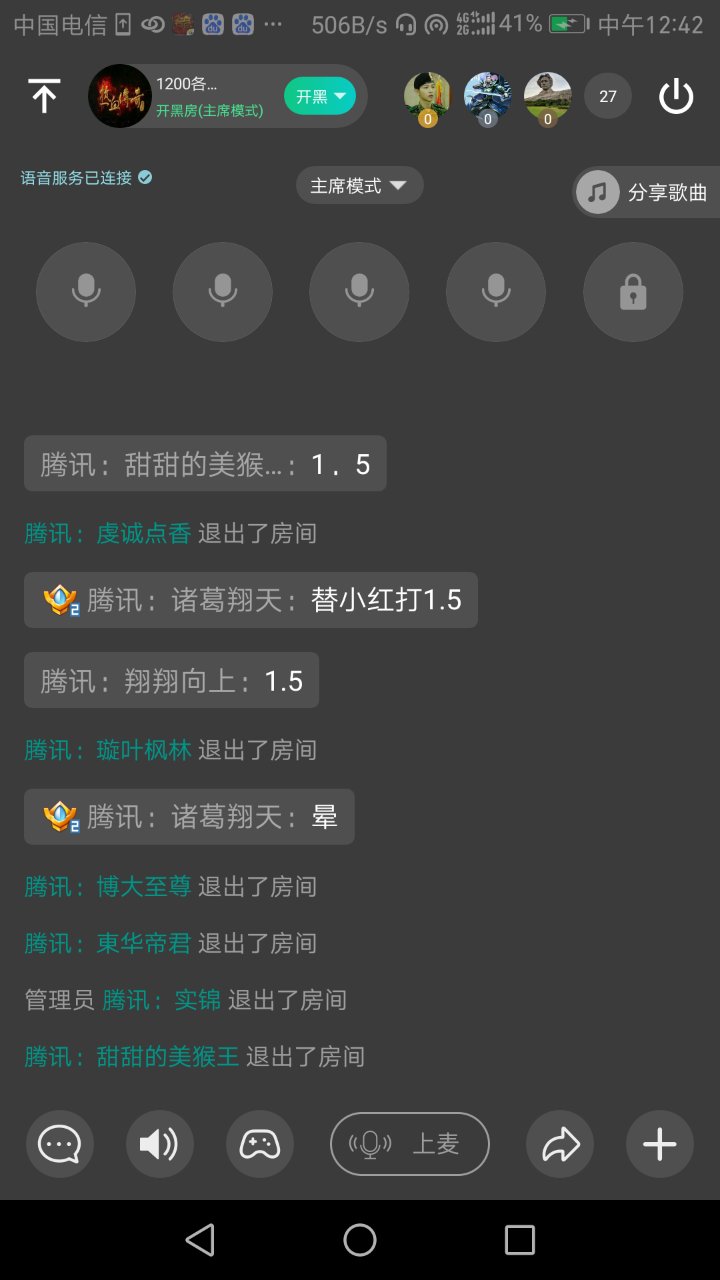 中国电信 506B/s 4G 2G 41% 中午12:42
1200各...
开黑房(主席模式)
开黑
0
0
0
27
语音服务已连接
主席模式
分享歌曲
腾讯：甜甜的美猴...：1．5
腾讯：虔诚点香 退出了房间
2 腾讯：诸葛翔天：替小红打1.5
腾讯：翔翔向上：1.5
腾讯：璇叶枫林 退出了房间
2 腾讯：诸葛翔天：晕
腾讯：博大至尊 退出了房间
腾讯：東华帝君 退出了房间
管理员 腾讯：实锦 退出了房间
腾讯：甜甜的美猴王 退出了房间
上麦